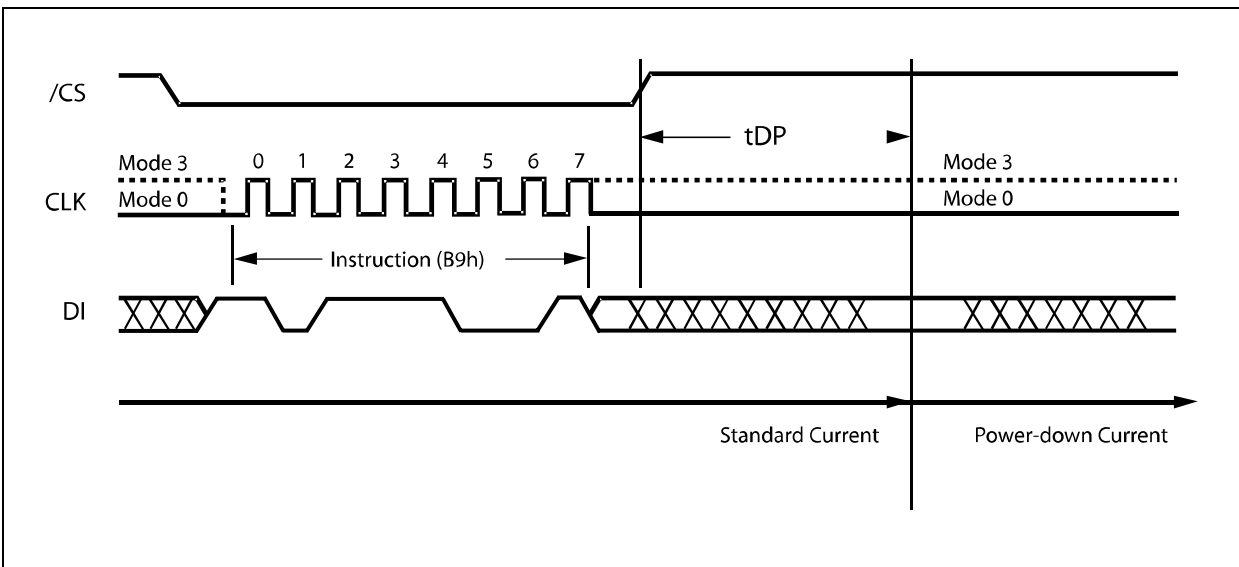 /CS
tDP
Mode 3
0 1 2 3 4 5 6 7
Mode 3
CLK
Mode 0
Mode 0
Instruction (B9h)
DI
Standard Current
Power-down Current